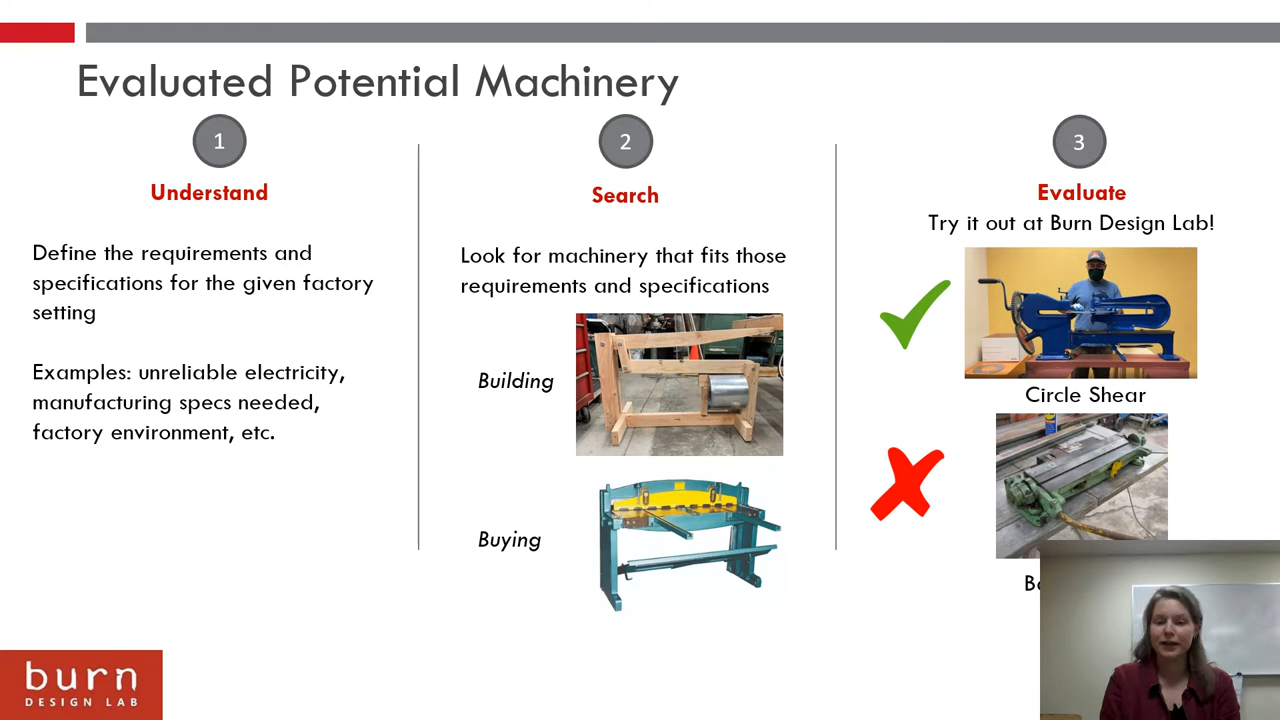 Evaluated Potential Machinery
1
Understand
Define the requirements and
specifications for the given factory
setting
Examples: unreliable electricity,
manufacturing specs needed,
factory environment, etc.
2
Search
Look for machinery that fits those
requirements and specifications
Building
Buying
3
Evaluate
Try it out at Burn Design Lab!
Circle Shear
burn
DESIGN LAB